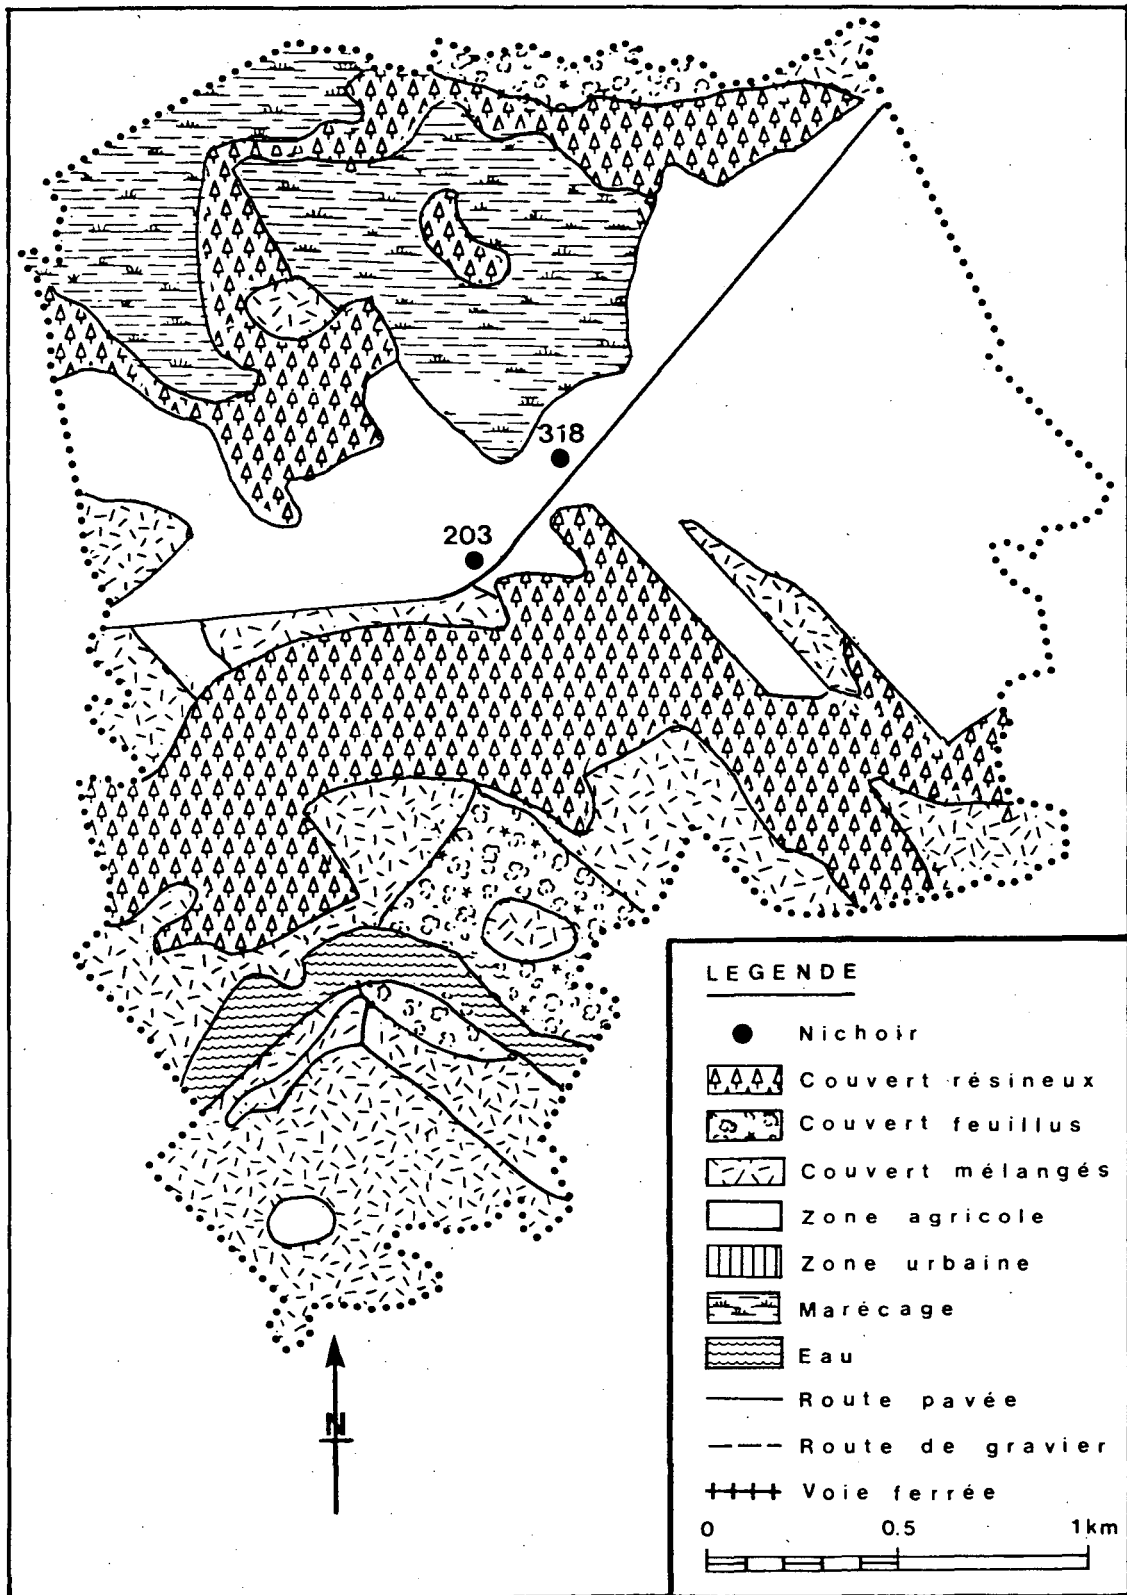 318
203
LEGENDE
Nichoir
Couvert résineux
Couvert feuillus
Couvert mélangés
Zone agricole
Zone urbaine
Marécage
Eau
Route pavée
Route de gravier
Voie ferrée
0 0.5 1km
N